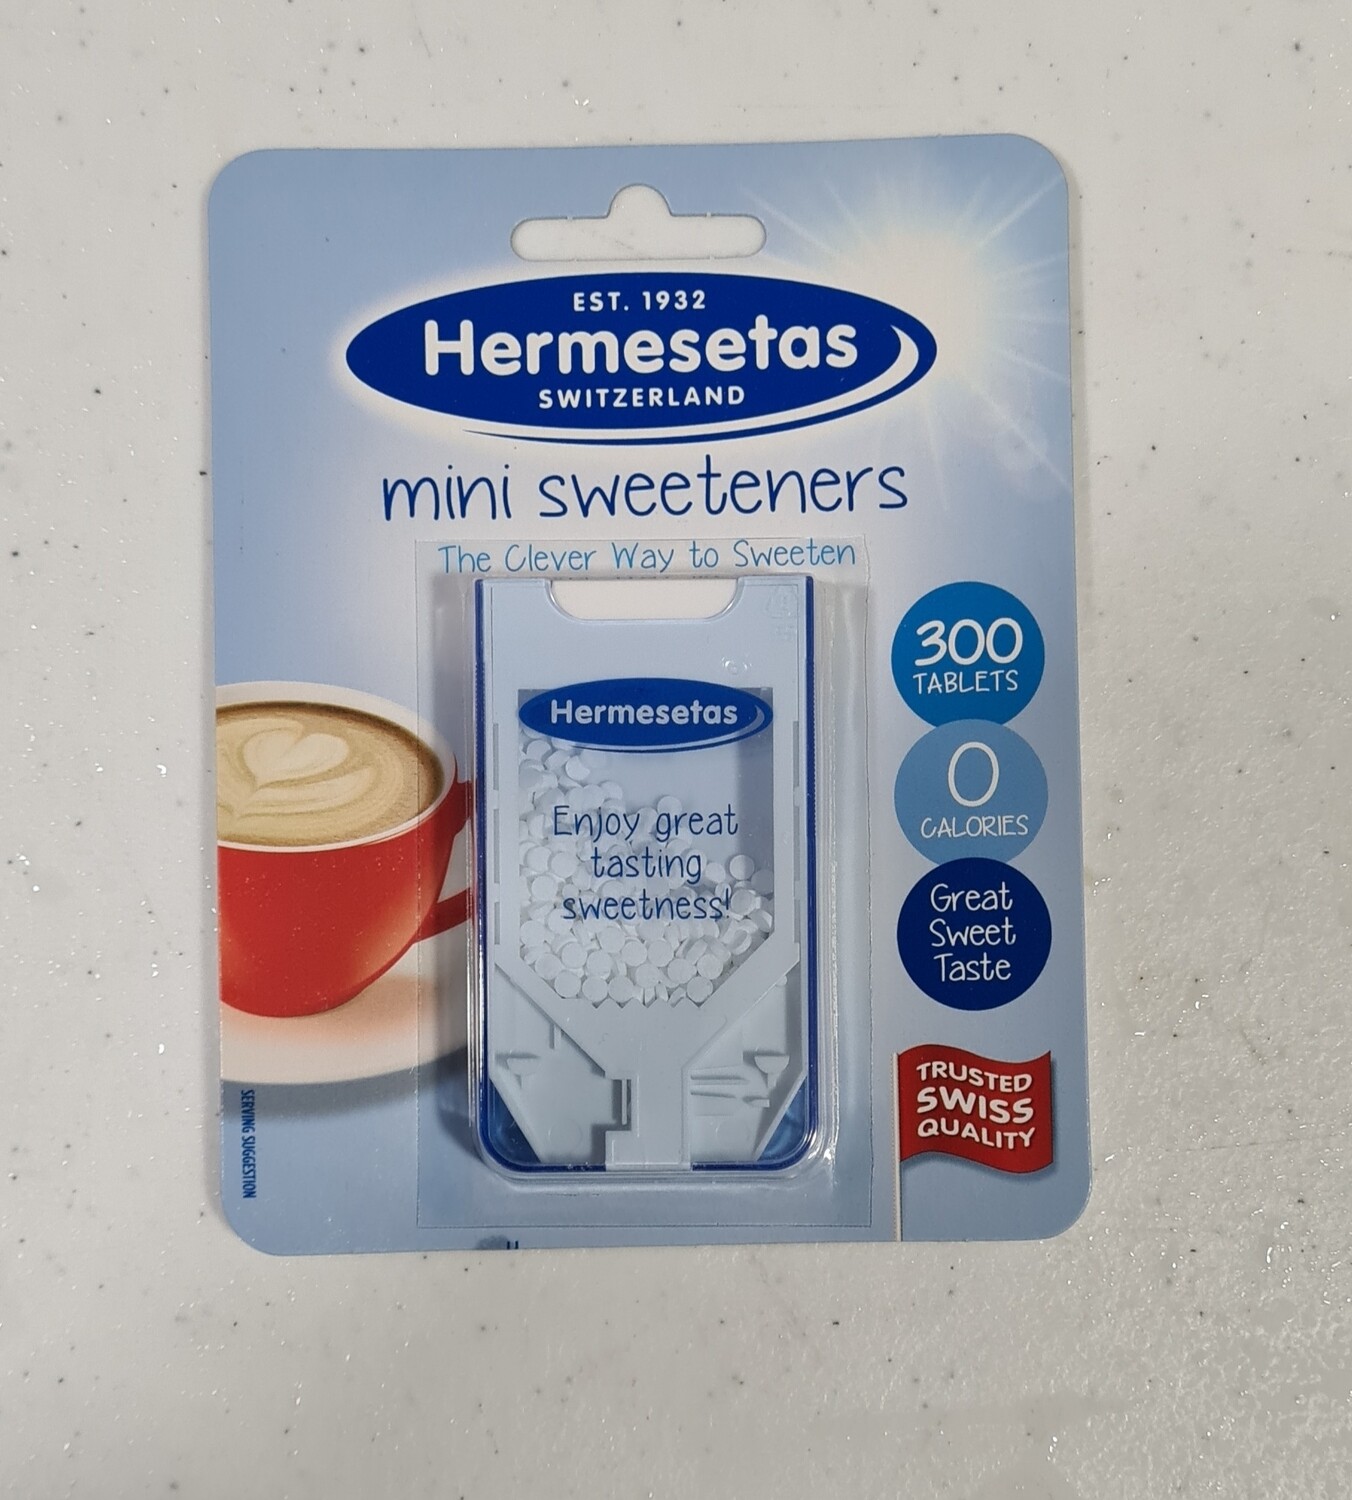 EST. 1932
Hermesetas
SWITZERLAND
mini sweeteners
The Clever Way to Sweeten
300
TABLETS
0
CALORIES
Great
Sweet
Taste
TRUSTED
SWISS
QUALITY
Hermesetas
Enjoy great
tasting
sweetness!
SERVING SUGGESTION